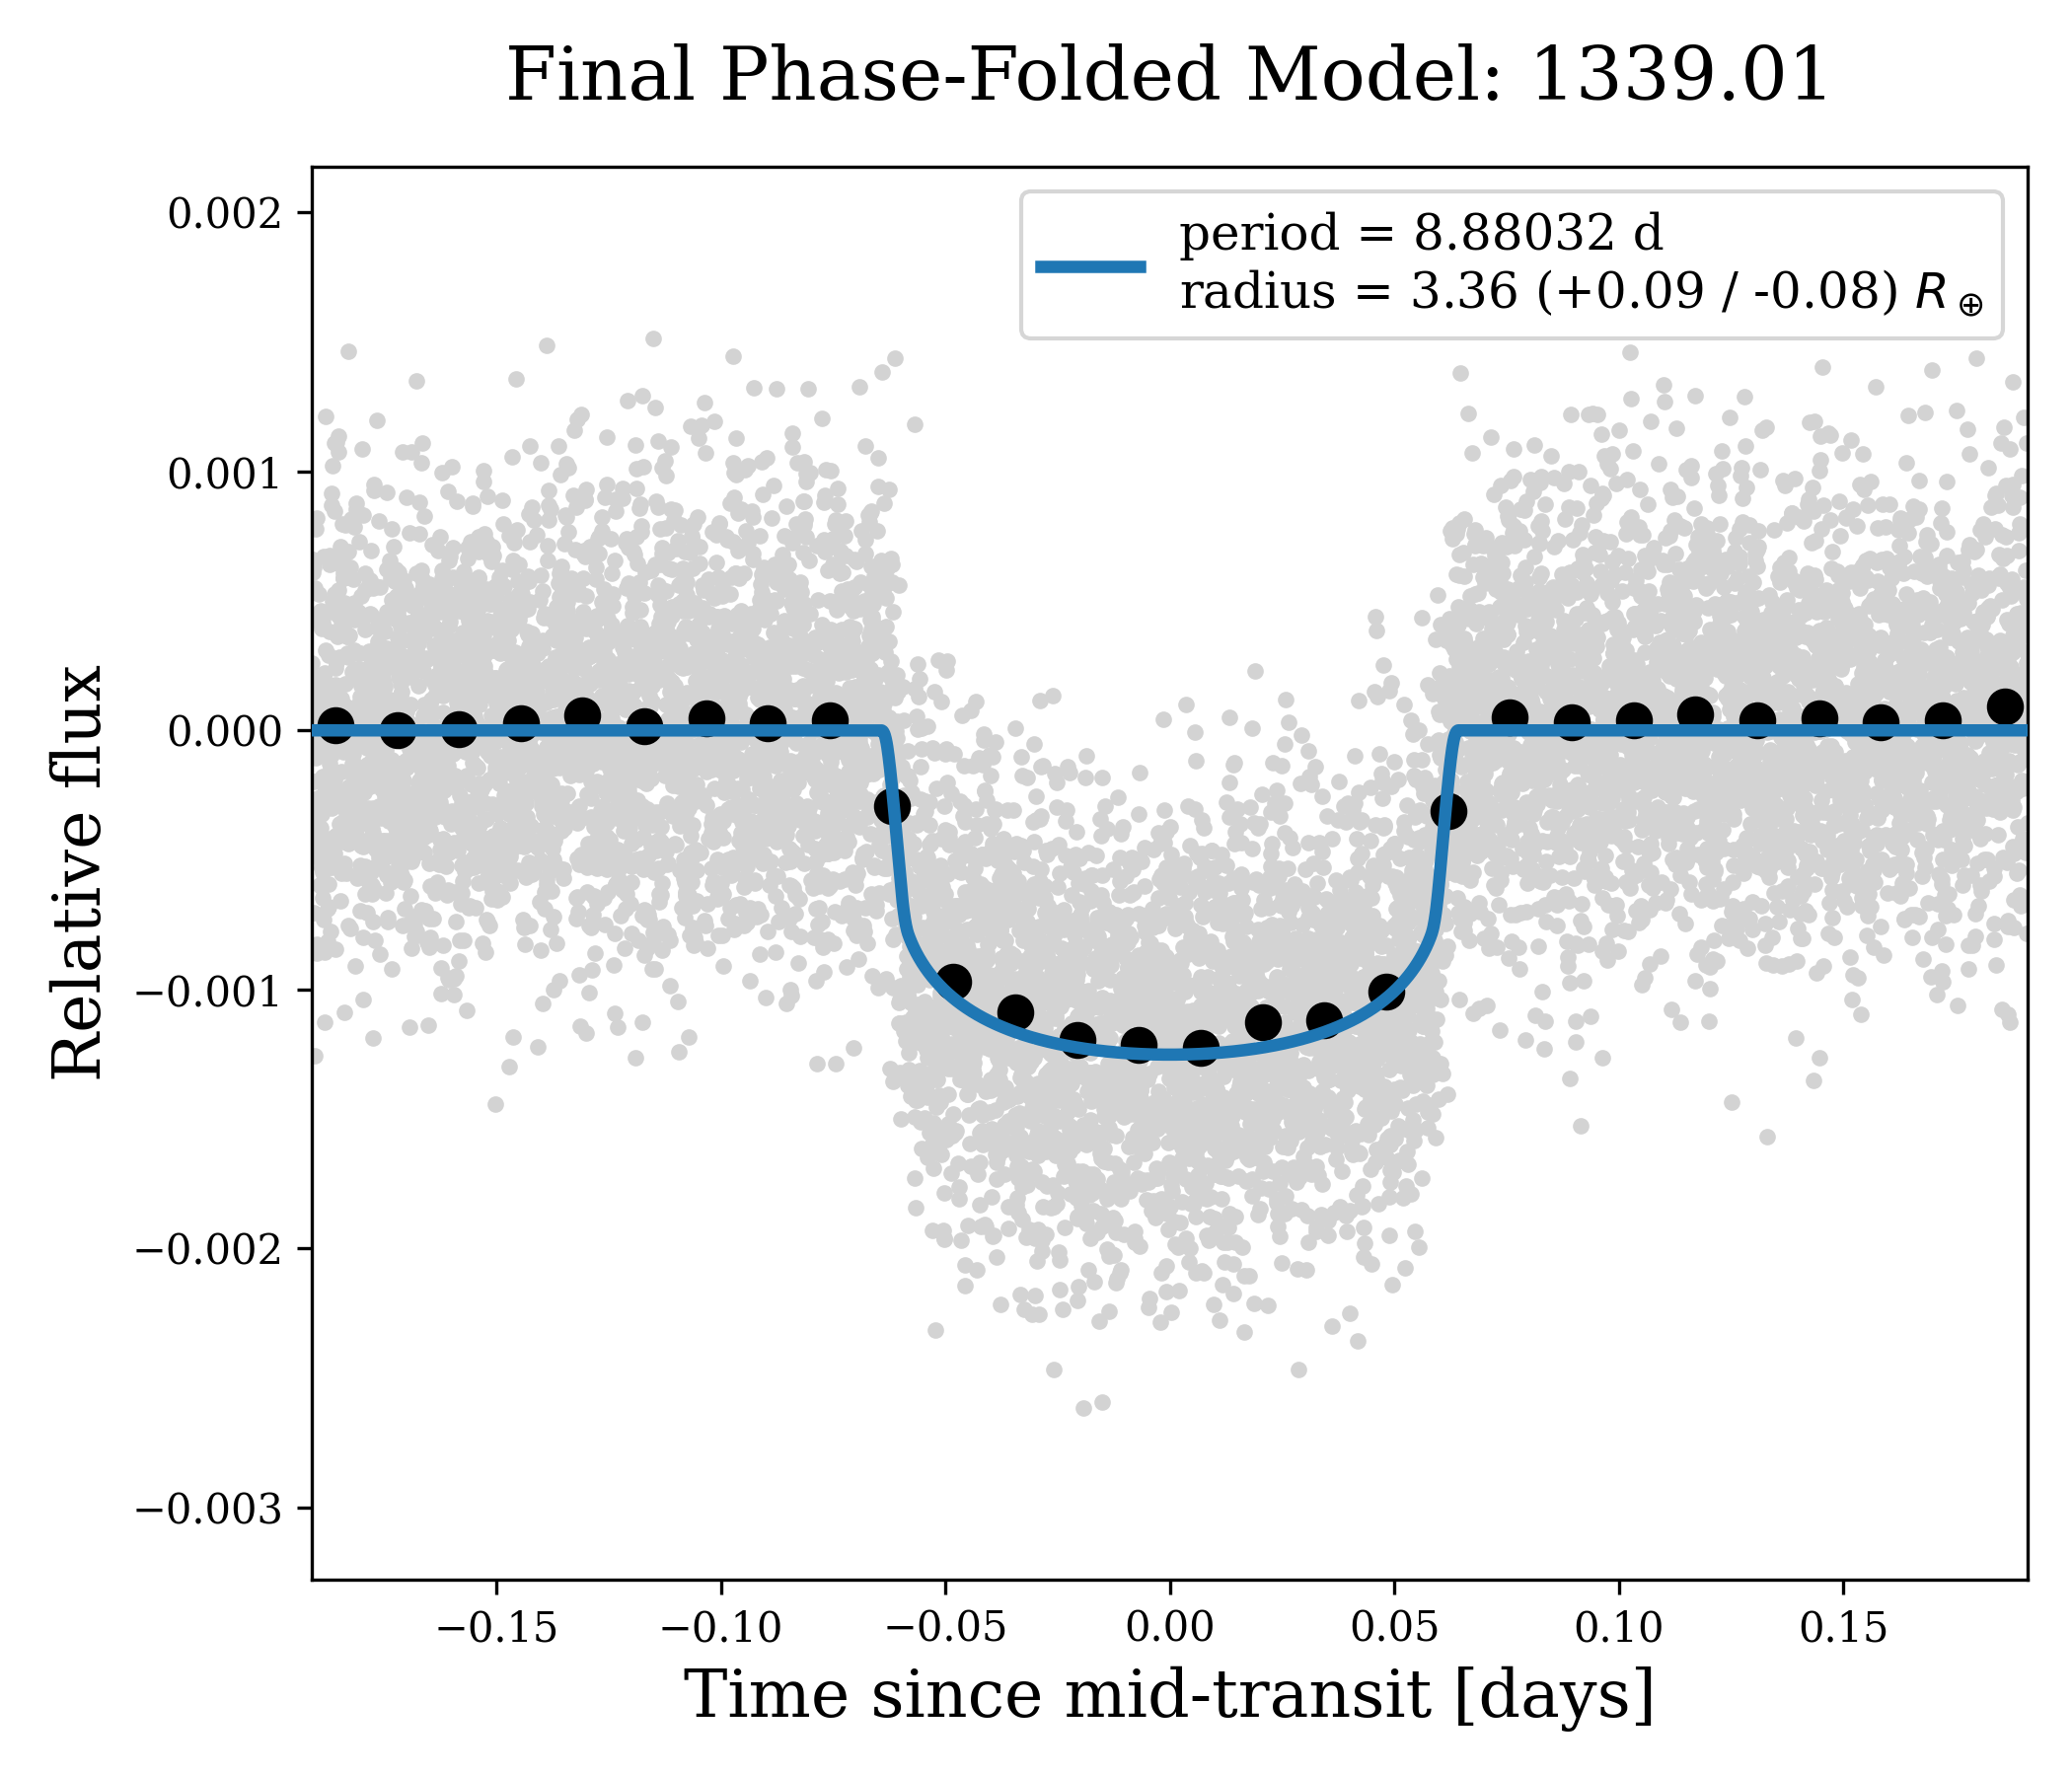 Final Phase-Folded Model: 1339.01
period = 8.88032 d
radius = 3.36 (+0.09 / -0.08) R⊕
0.002
0.001
0.000
−0.001
−0.002
−0.003
Relative flux
−0.15
−0.10
−0.05
0.00
0.05
0.10
0.15
Time since mid-transit [days]